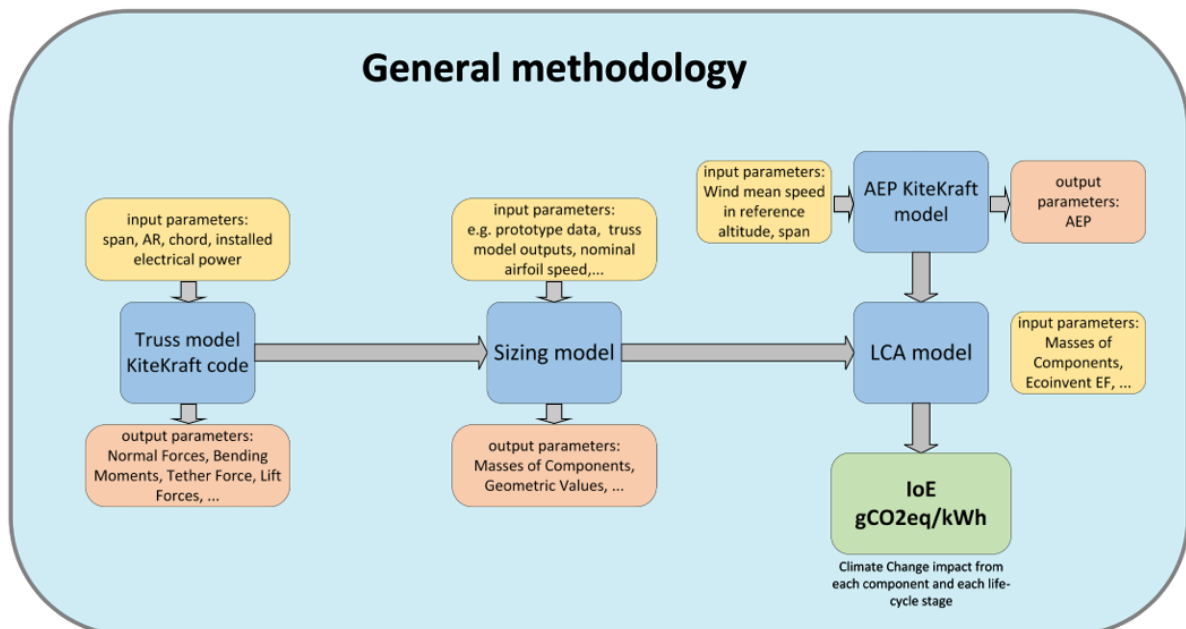 General methodology
input parameters:
span, AR, chord, installed
electrical power
Truss model
KiteKraft code
output parameters:
Normal Forces, Bending
Moments, Tether Force, Lift
Forces, ...
input parameters:
e.g. prototype data,  truss
model outputs, nominal
airfoil speed,...
Sizing model
output parameters:
Masses of Components,
Geometric Values, ...
input parameters:
Wind mean speed
in reference
altitude, span
AEP KiteKraft
model
output
parameters:
AEP
LCA model
input parameters:
Masses of
Components,
Ecoinvent EF, ...
IoE
gCO2eq/kWh
Climate Change impact from
each component and each life-
cycle stage